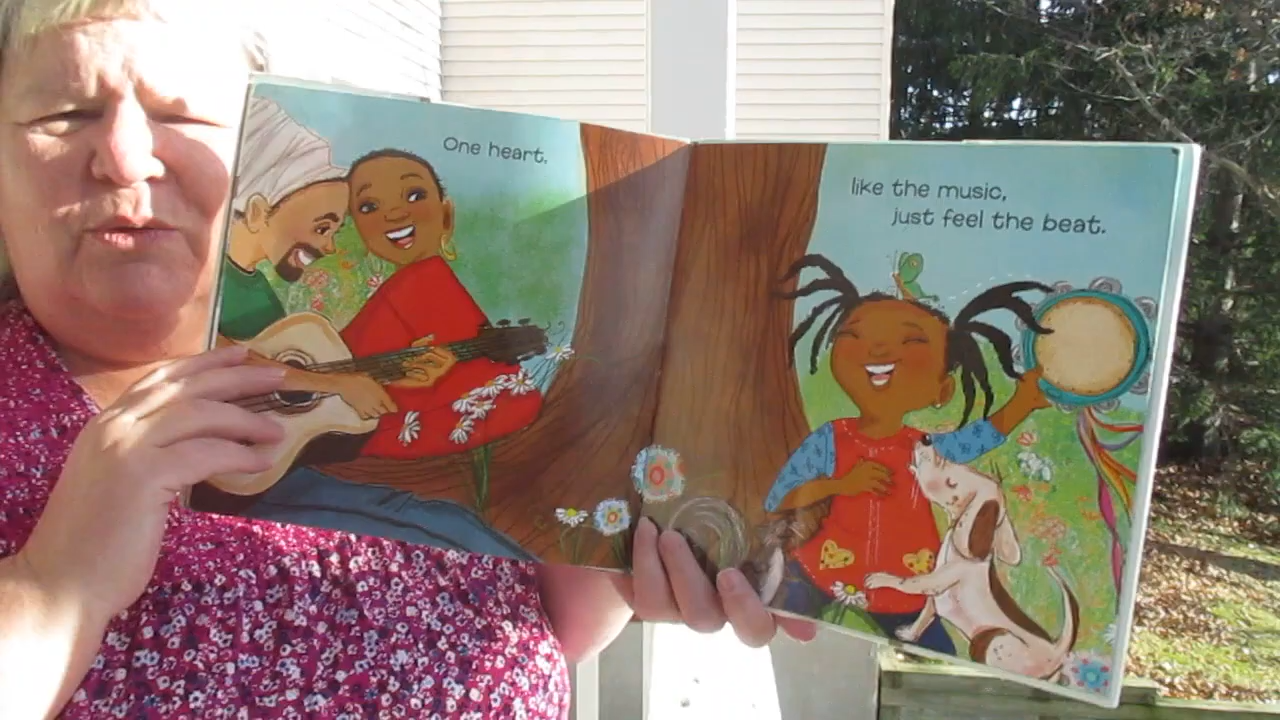 One heart,
like the music,
just feel the beat.